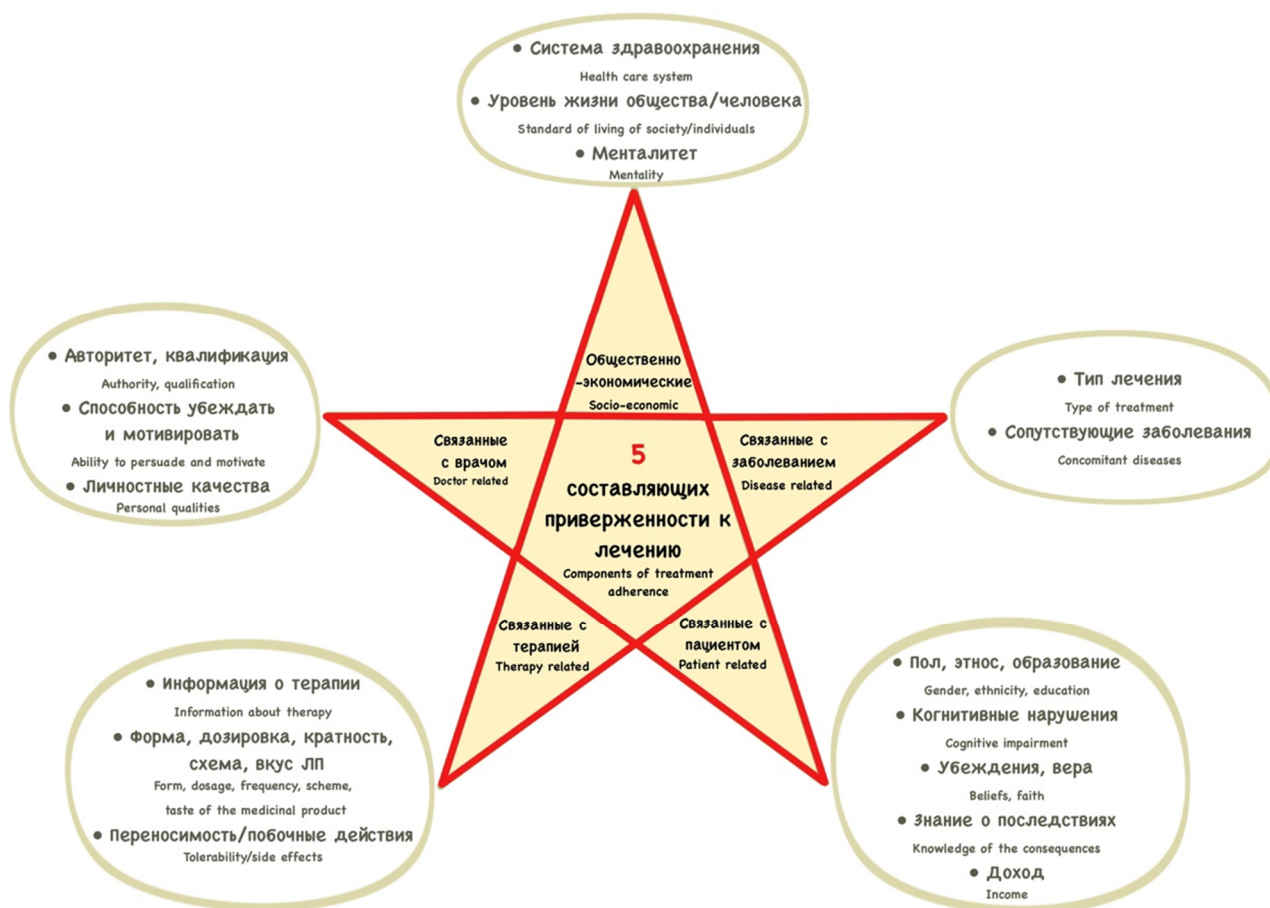 ● Система здравоохранения
Health care system
● Уровень жизни общества/человека
Standard of living of society/individuals
● Менталитет
Mentality
● Авторитет, квалификация
Authority, qualification
● Способность убеждать
и мотивировать
Ability to persuade and motivate
● Личностные качества
Personal qualities
Общественно
-экономические
Socio-economic
● Тип лечения
Type of treatment
● Сопутствующие заболевания
Concomitant diseases
Связанные
с врачом
Doctor related
5
составляющих
приверженности к
лечению
Components of treatment
adherence
Связанные с
заболеванием
Disease related
Связанные с
терапией
Therapy related
Связанные с
пациентом
Patient related
● Информация о терапии
Information about therapy
● Форма, дозировка, кратность,
схема, вкус ЛП
Form, dosage, frequency, scheme,
taste of the medicinal product
● Переносимость/побочные действия
Tolerability/side effects
● Пол, этнос, образование
Gender, ethnicity, education
● Когнитивные нарушения
Cognitive impairment
● Убеждения, вера
Beliefs, faith
● Знание о последствиях
Knowledge of the consequences
● Доход
Income